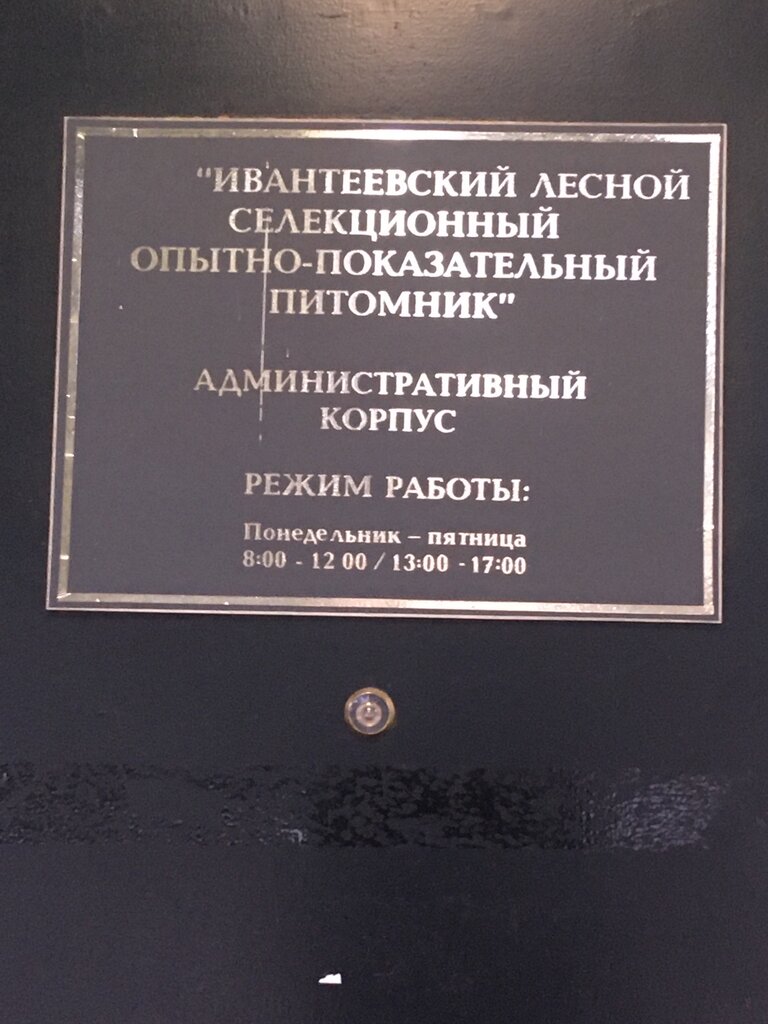 "ИВАНТЕЕВСКИЙ ЛЕСНОЙ
СЕЛЕКЦИОННЫЙ
ОПЫТНО-ПОКАЗАТЕЛЬНЫЙ
ПИТОМНИК"
АДМИНИСТРАТИВНЫЙ
КОРПУС
РЕЖИМ РАБОТЫ:
Понедельник – пятница
8:00 - 12 00 / 13:00 - 17:00